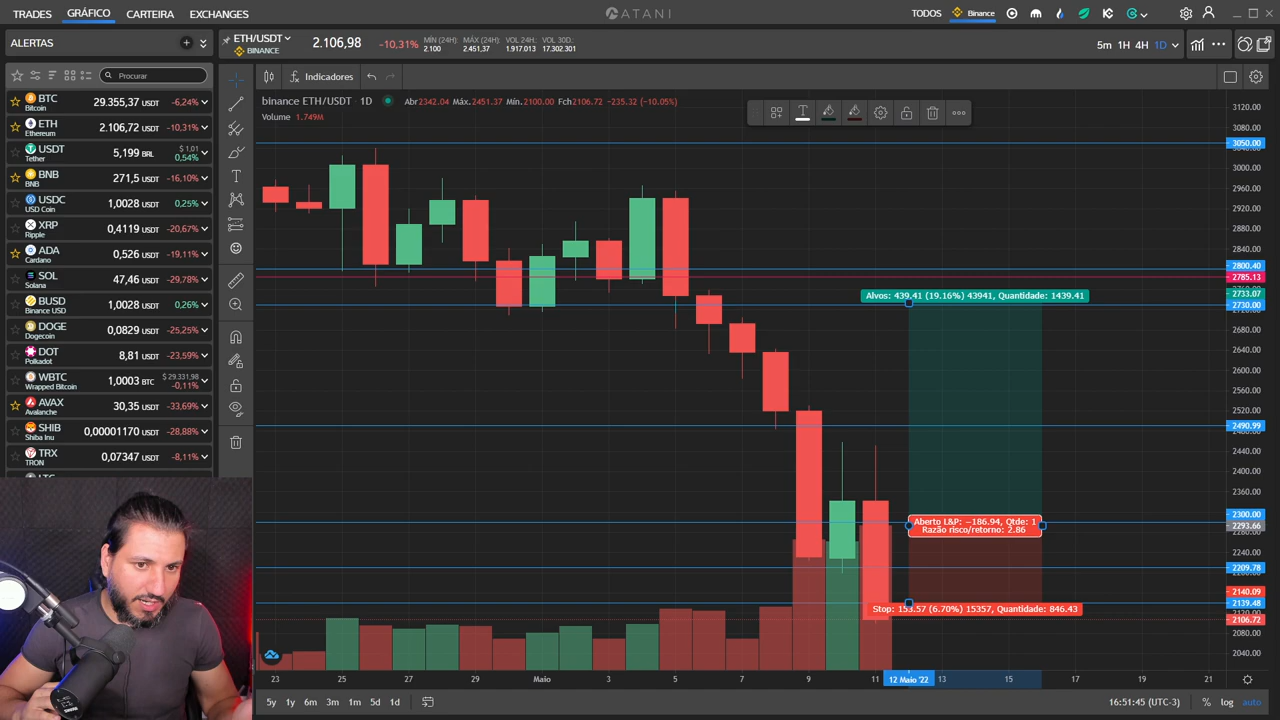 TRADES GRÁFICO CARTEIRA EXCHANGES
ATANI
TODOS Binance
ALERTAS
ETH/USDT
BINANCE
2.106,98
-10,31%
MÍN (24H): 2.100
MÁX (24H): 2.451,37
VOL 24H: 1.917.013
VOL 30D: 17.302.301
5m 1H 4H 1D
Procurar
Indicadores
BTC 29.355,37 USDT -6,24%
Bitcoin
ETH 2.106,72 USDT -10,31%
Ethereum
USDT 5,199 BRL $ 1,01 0,54%
Tether
BNB 271,5 USDT -16,10%
BNB
USDC 1,0028 USDT 0,25%
USD Coin
XRP 0,4119 USDT -20,67%
Ripple
ADA 0,526 USDT -19,11%
Cardano
SOL 47,46 USDT -29,78%
Solana
BUSD 1,0028 USDT 0,26%
Binance USD
DOGE 0,0829 USDT -25,25%
Dogecoin
DOT 8,81 USDT -23,59%
Polkadot
WBTC 1,0003 BTC $ 29.331,98 -0,11%
Wrapped Bitcoin
AVAX 30,35 USDT -33,69%
Avalanche
SHIB 0,00001170 USDT -28,88%
Shiba Inu
TRX 0,07347 USDT -8,11%
TRON
binance ETH/USDT 1D Abr2342.04 Máx.2451.37 Mín.2100.00 Fch2106.72 -235.32 (-10.05%)
Volume 1.749M
Alvos: 439.41 (19.16%) 43941, Quantidade: 1439.41
Aberto L&P: −186.94, Qtde: 1
Razão risco/retorno: 2.86
Stop: 153.57 (6.70%) 15357, Quantidade: 846.43
3120.00
3080.00
3050.00
3000.00
2960.00
2920.00
2880.00
2840.00
2800.40
2785.13
2733.07
2730.00
2680.00
2640.00
2600.00
2560.00
2520.00
2490.99
2440.00
2400.00
2360.00
2300.00
2293.66
2240.00
2209.78
2140.09
2139.48
2106.72
2080.00
2040.00
23 25 27 29 Maio 3 5 7 9 11 12 Maio '22 13 15 17 19 21
5y 1y 6m 3m 1m 5d 1d
16:51:45 (UTC-3) % log auto